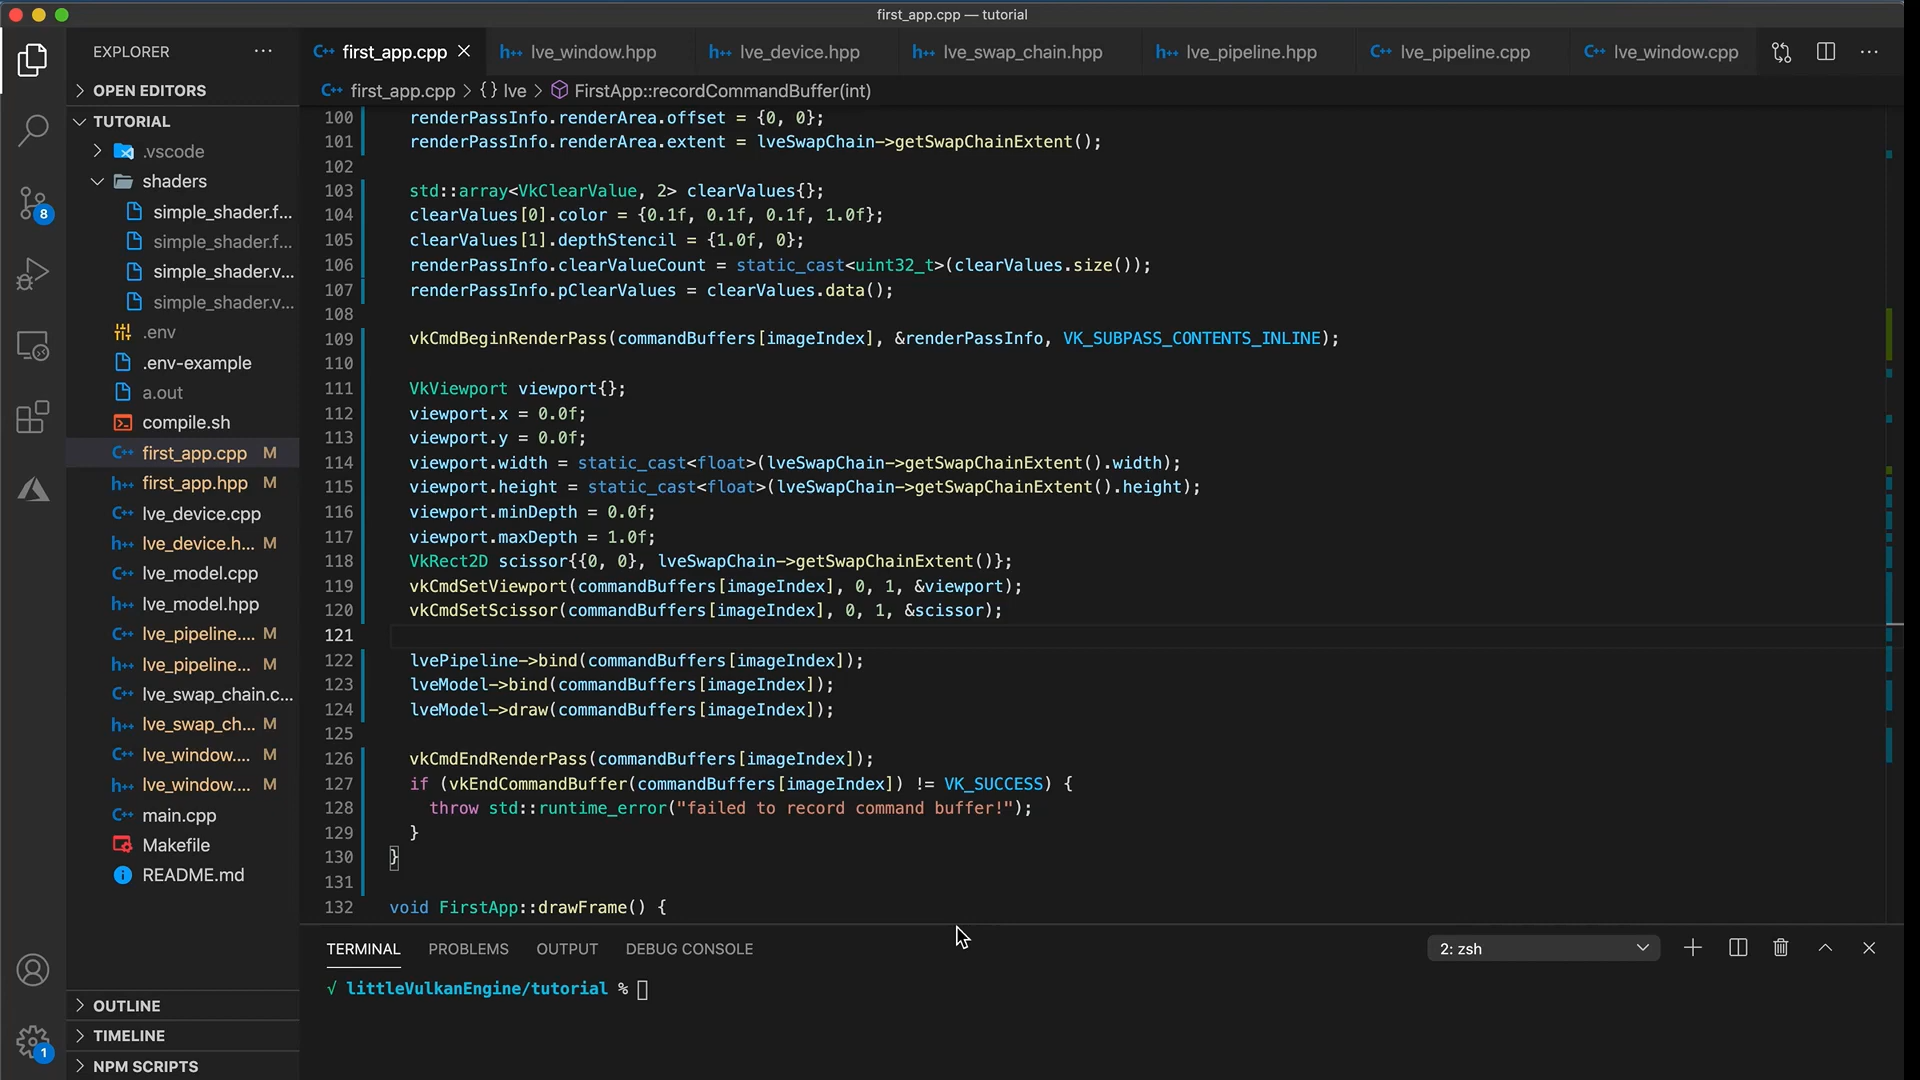 first_app.cpp — tutorial
EXPLORER
first_app.cpp
lve_window.hpp
lve_device.hpp
lve_swap_chain.hpp
lve_pipeline.hpp
lve_pipeline.cpp
lve_window.cpp
first_app.cpp > {} lve > FirstApp::recordCommandBuffer(int)
OPEN EDITORS
TUTORIAL
.vscode
shaders
simple_shader.f...
simple_shader.f...
simple_shader.v...
simple_shader.v...
.env
.env-example
a.out
compile.sh
C++ first_app.cpp M
h++ first_app.hpp M
C++ lve_device.cpp
h++ lve_device.h... M
C++ lve_model.cpp
h++ lve_model.hpp
C++ lve_pipeline.... M
h++ lve_pipeline... M
C++ lve_swap_chain.c...
h++ lve_swap_ch... M
C++ lve_window.... M
h++ lve_window.... M
C++ main.cpp
Makefile
README.md
OUTLINE
TIMELINE
NPM SCRIPTS
8
1
100 renderPassInfo.renderArea.offset = {0, 0};
101 renderPassInfo.renderArea.extent = lveSwapChain->getSwapChainExtent();
102
103 std::array<VkClearValue, 2> clearValues{};
104 clearValues[0].color = {0.1f, 0.1f, 0.1f, 1.0f};
105 clearValues[1].depthStencil = {1.0f, 0};
106 renderPassInfo.clearValueCount = static_cast<uint32_t>(clearValues.size());
107 renderPassInfo.pClearValues = clearValues.data();
108
109 vkCmdBeginRenderPass(commandBuffers[imageIndex], &renderPassInfo, VK_SUBPASS_CONTENTS_INLINE);
110
111 VkViewport viewport{};
112 viewport.x = 0.0f;
113 viewport.y = 0.0f;
114 viewport.width = static_cast<float>(lveSwapChain->getSwapChainExtent().width);
115 viewport.height = static_cast<float>(lveSwapChain->getSwapChainExtent().height);
116 viewport.minDepth = 0.0f;
117 viewport.maxDepth = 1.0f;
118 VkRect2D scissor{{0, 0}, lveSwapChain->getSwapChainExtent()};
119 vkCmdSetViewport(commandBuffers[imageIndex], 0, 1, &viewport);
120 vkCmdSetScissor(commandBuffers[imageIndex], 0, 1, &scissor);
121
122 lvePipeline->bind(commandBuffers[imageIndex]);
123 lveModel->bind(commandBuffers[imageIndex]);
124 lveModel->draw(commandBuffers[imageIndex]);
125
126 vkCmdEndRenderPass(commandBuffers[imageIndex]);
127 if (vkEndCommandBuffer(commandBuffers[imageIndex]) != VK_SUCCESS) {
128 throw std::runtime_error("failed to record command buffer!");
129 }
130 }
131
132 void FirstApp::drawFrame() {
TERMINAL PROBLEMS OUTPUT DEBUG CONSOLE
2: zsh
√ littleVulkanEngine/tutorial %